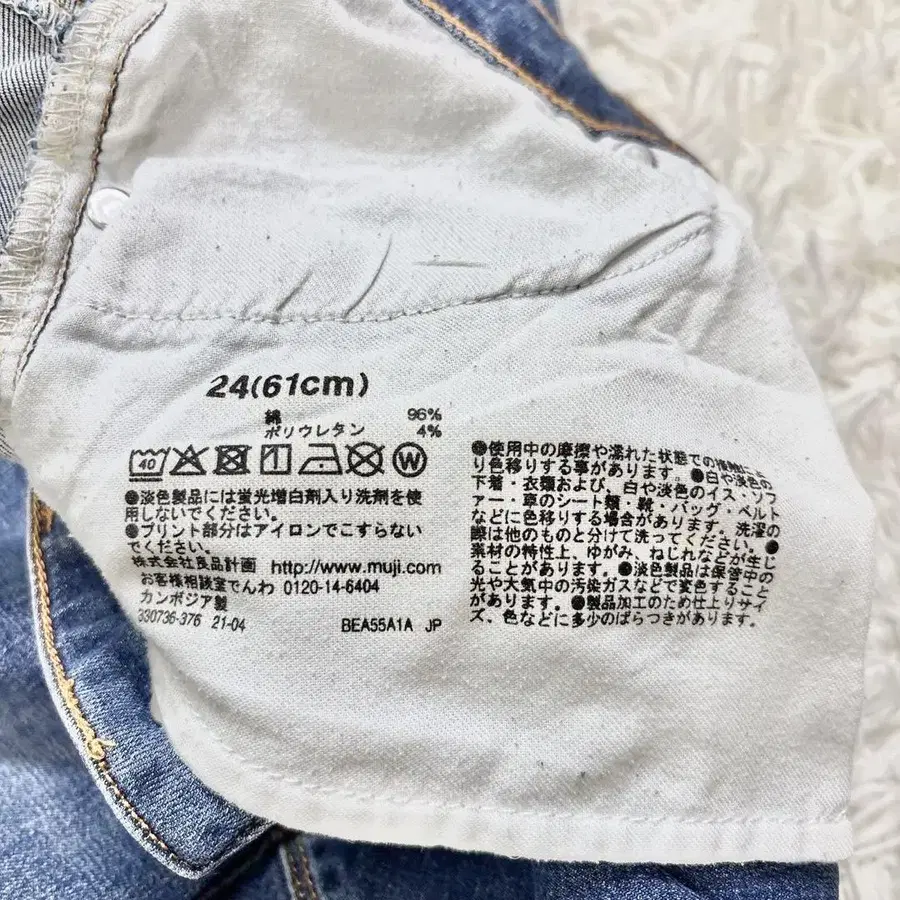 24(61cm)
綿 96%
ポリウレタン 4%
40 W
●淡色製品には蛍光増白剤入り洗剤を使
用しないでください。
●プリント部分はアイロンでこすらない
でください。
株式会社良品計画 http://www.muji.com
お客様相談室でんわ 0120-14-6404
カンボジア製
330736-376 21-04 BEA55A1A JP
●使用中の摩擦や濡れた状態での接触によ
り色移りする事があります。●白や淡色の
下着・衣類および、白や淡色のイス・ソフ
ァー・革のシート類・靴・バッグ・ベルト
などに色移りする場合があります。洗濯の
際は他のものと分けて洗ってください。●
素材の特性上、ゆがみ、ねじれなどが生じ
ることがあります。●淡色製品は保管中の
光や大気中の汚染ガスなどで変色すること
があります。●製品加工のため仕上りサイ
ズ、色などに多少のばらつきがあります。